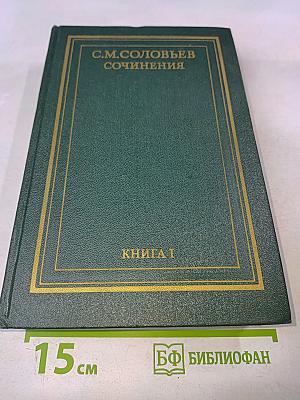 С.М.СОЛОВЬЕВ
СОЧИНЕНИЯ
КНИГА I
15 см
БФ БИБЛИОФАН